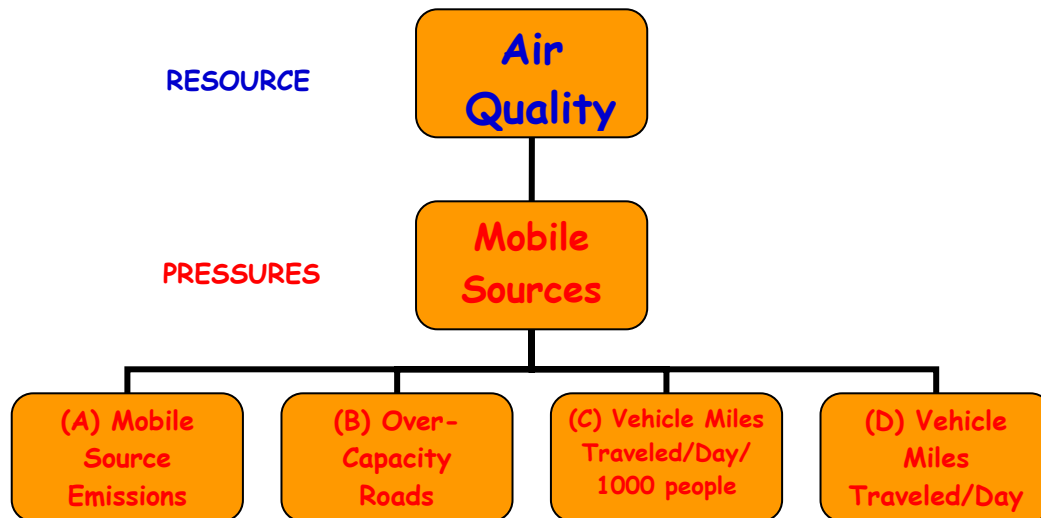 RESOURCE
Air
Quality
PRESSURES
Mobile
Sources
(A) Mobile
Source
Emissions
(B) Over-
Capacity
Roads
(C) Vehicle Miles
Traveled/Day/
1000 people
(D) Vehicle
Miles
Traveled/Day